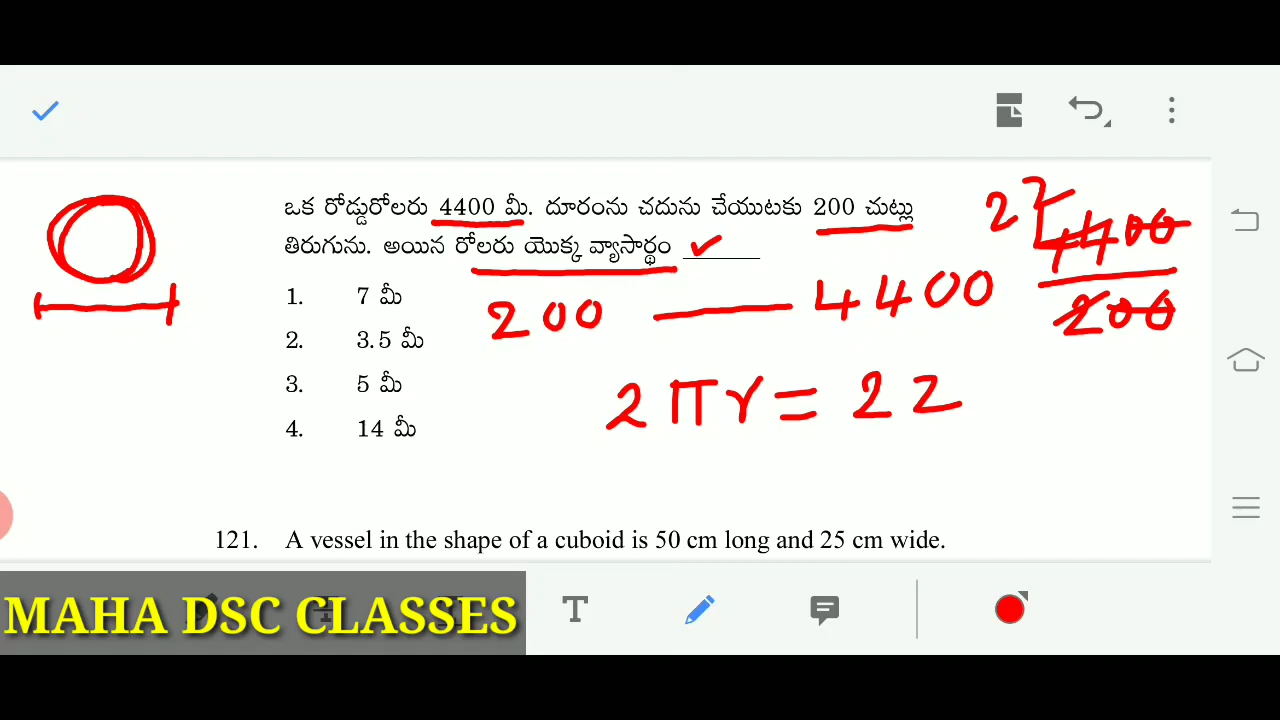 ఒక రోడ్డురోలరు 4400 మీ. దూరంను చదును చేయుటకు 200 చుట్లు
తిరుగును. అయిన రోలరు యొక్క వ్యాసార్థం ______
1. 7 మీ
2. 3.5 మీ
3. 5 మీ
4. 14 మీ
22
4400
200
200 — 4400
2πr = 22
121. A vessel in the shape of a cuboid is 50 cm long and 25 cm wide.
MAHA DSC CLASSES
T